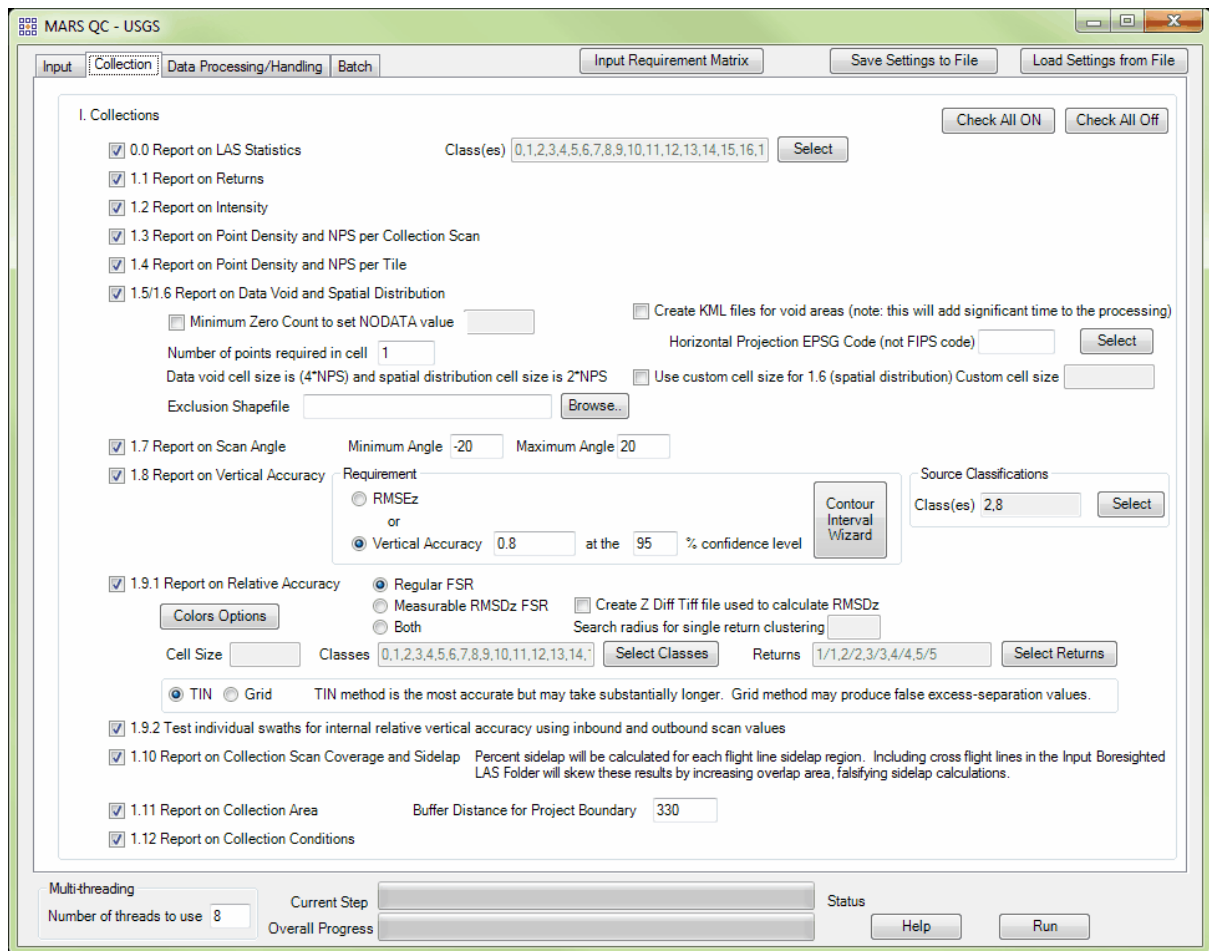 MARS QC - USGS
Input Collection Data Processing/Handling Batch Input Requirement Matrix Save Settings to File Load Settings from File
I. Collections
Check All ON Check All Off
0.0 Report on LAS Statistics Class(es) 0,1,2,3,4,5,6,7,8,9,10,11,12,13,14,15,16,1 Select
1.1 Report on Returns
1.2 Report on Intensity
1.3 Report on Point Density and NPS per Collection Scan
1.4 Report on Point Density and NPS per Tile
1.5/1.6 Report on Data Void and Spatial Distribution
Minimum Zero Count to set NODATA value
Create KML files for void areas (note: this will add significant time to the processing)
Number of points required in cell 1
Horizontal Projection EPSG Code (not FIPS code) Select
Data void cell size is (4*NPS) and spatial distribution cell size is 2*NPS
Use custom cell size for 1.6 (spatial distribution) Custom cell size
Exclusion Shapefile Browse..
1.7 Report on Scan Angle Minimum Angle -20 Maximum Angle 20
1.8 Report on Vertical Accuracy
Requirement
RMSEz
or
Vertical Accuracy 0.8 at the 95 % confidence level
Contour
Interval
Wizard
Source Classifications
Class(es) 2,8 Select
1.9.1 Report on Relative Accuracy
Regular FSR
Colors Options
Measurable RMSDz FSR
Create Z Diff Tiff file used to calculate RMSDz
Both
Search radius for single return clustering
Cell Size Classes 0,1,2,3,4,5,6,7,8,9,10,11,12,13,14, Select Classes Returns 1/1,2/2,3/3,4/4,5/5 Select Returns
TIN Grid TIN method is the most accurate but may take substantially longer. Grid method may produce false excess-separation values.
1.9.2 Test individual swaths for internal relative vertical accuracy using inbound and outbound scan values
1.10 Report on Collection Scan Coverage and Sidelap
Percent sidelap will be calculated for each flight line sidelap region. Including cross flight lines in the Input Boresighted
LAS Folder will skew these results by increasing overlap area, falsifying sidelap calculations.
1.11 Report on Collection Area Buffer Distance for Project Boundary 330
1.12 Report on Collection Conditions
Multi-threading
Number of threads to use 8
Current Step
Overall Progress
Status
Help Run